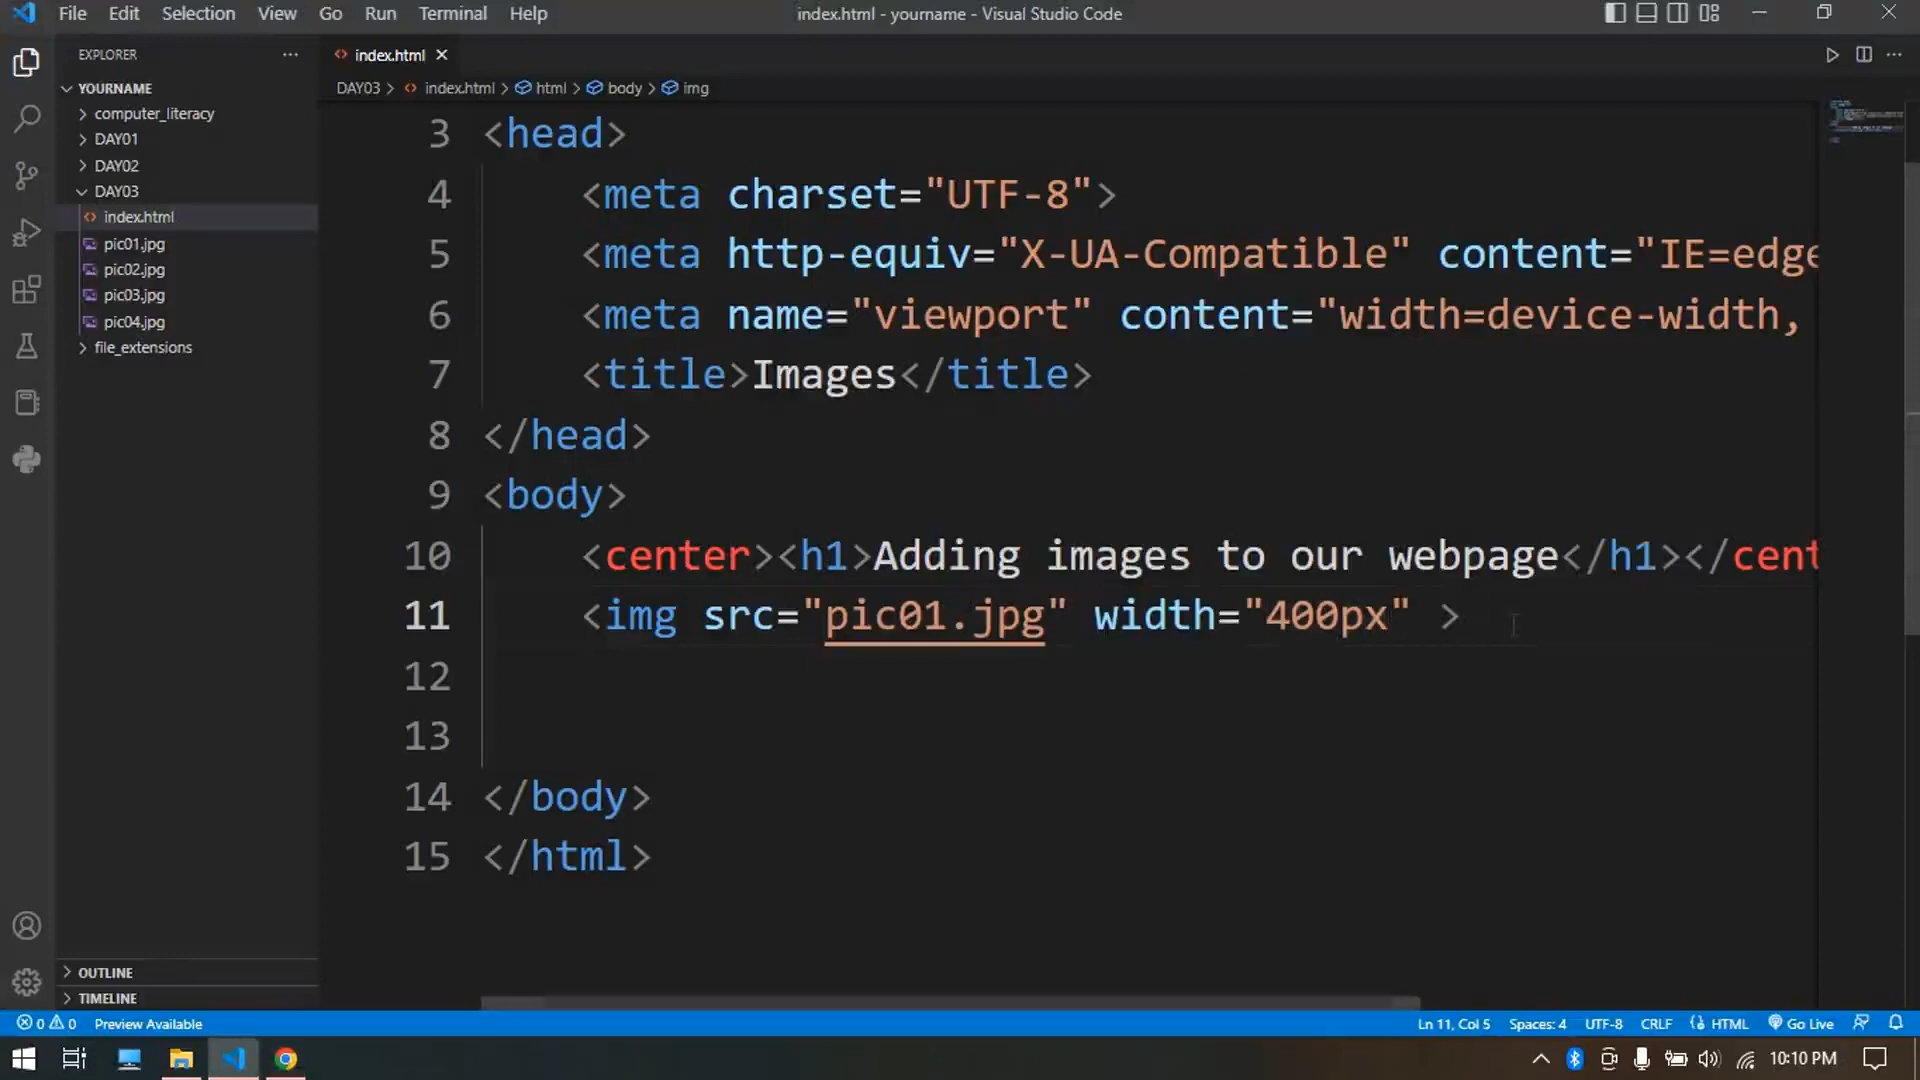 File Edit Selection View Go Run Terminal Help
index.html - yourname - Visual Studio Code
EXPLORER
YOURNAME
computer_literacy
DAY01
DAY02
DAY03
index.html
pic01.jpg
pic02.jpg
pic03.jpg
pic04.jpg
file_extensions
OUTLINE
TIMELINE
index.html
DAY03 > index.html > html > body > img
3 <head>
4 <meta charset="UTF-8">
5 <meta http-equiv="X-UA-Compatible" content="IE=edge
6 <meta name="viewport" content="width=device-width,
7 <title>Images</title>
8 </head>
9 <body>
10 <center><h1>Adding images to our webpage</h1></cent
11 <img src="pic01.jpg" width="400px" >
12
13
14 </body>
15 </html>
0 0 Preview Available
Ln 11, Col 5 Spaces: 4 UTF-8 CRLF HTML Go Live
10:10 PM